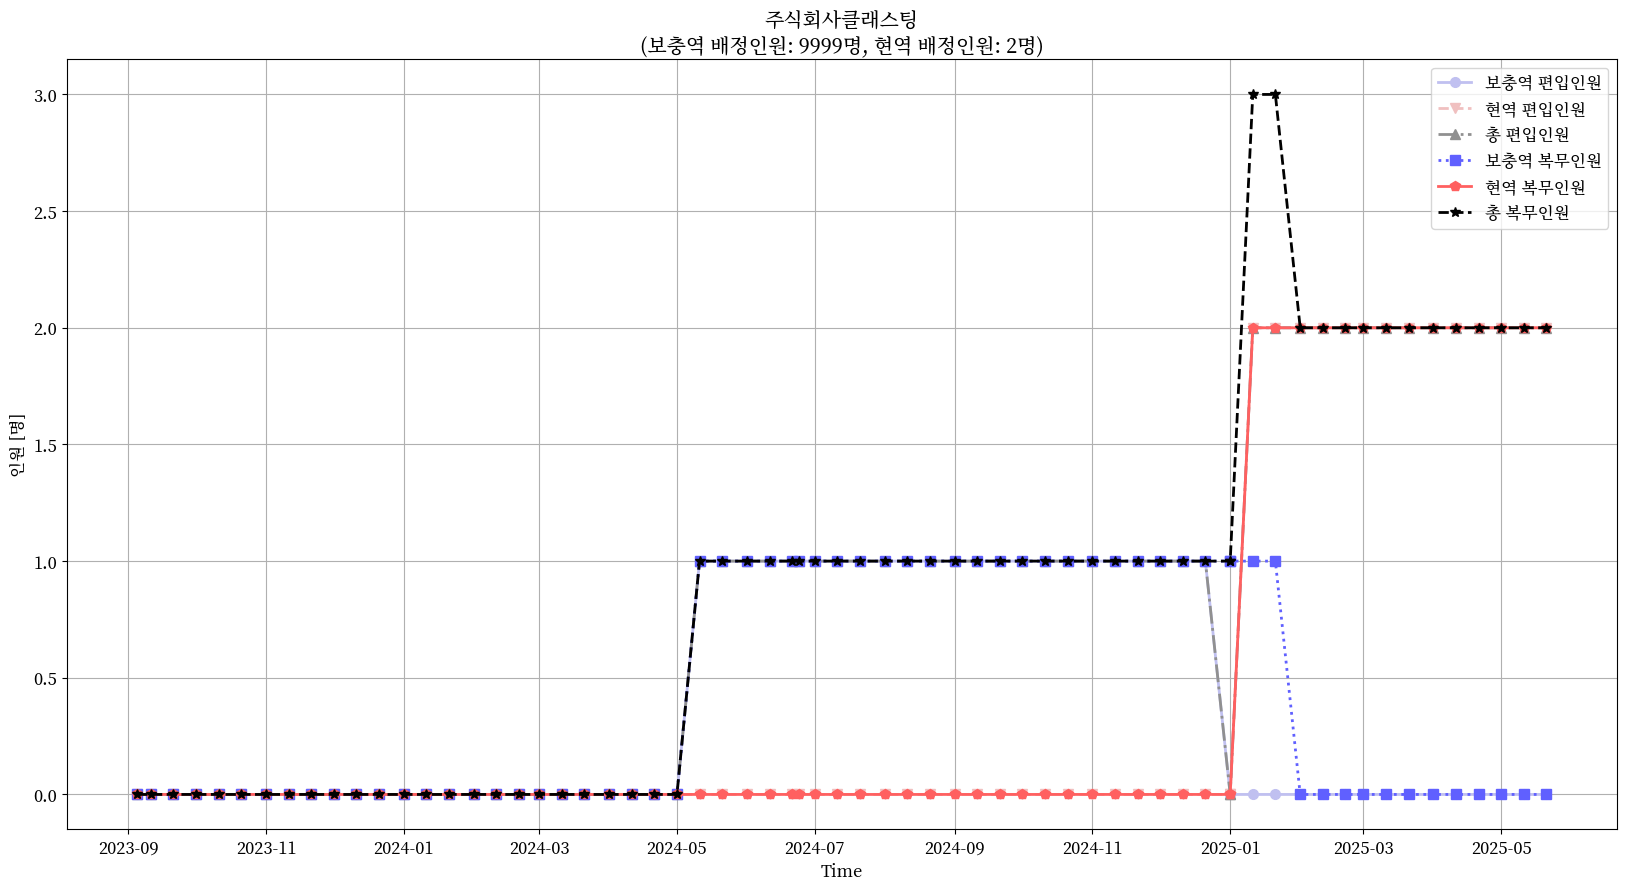 주식회사클래스팅
(보충역 배정인원: 9999명, 현역 배정인원: 2명)
보충역 편입인원
현역 편입인원
총 편입인원
보충역 복무인원
현역 복무인원
총 복무인원
3.0
2.5
2.0
1.5
1.0
0.5
0.0
인원 [명]
2023-09
2023-11
2024-01
2024-03
2024-05
2024-07
2024-09
2024-11
2025-01
2025-03
2025-05
Time